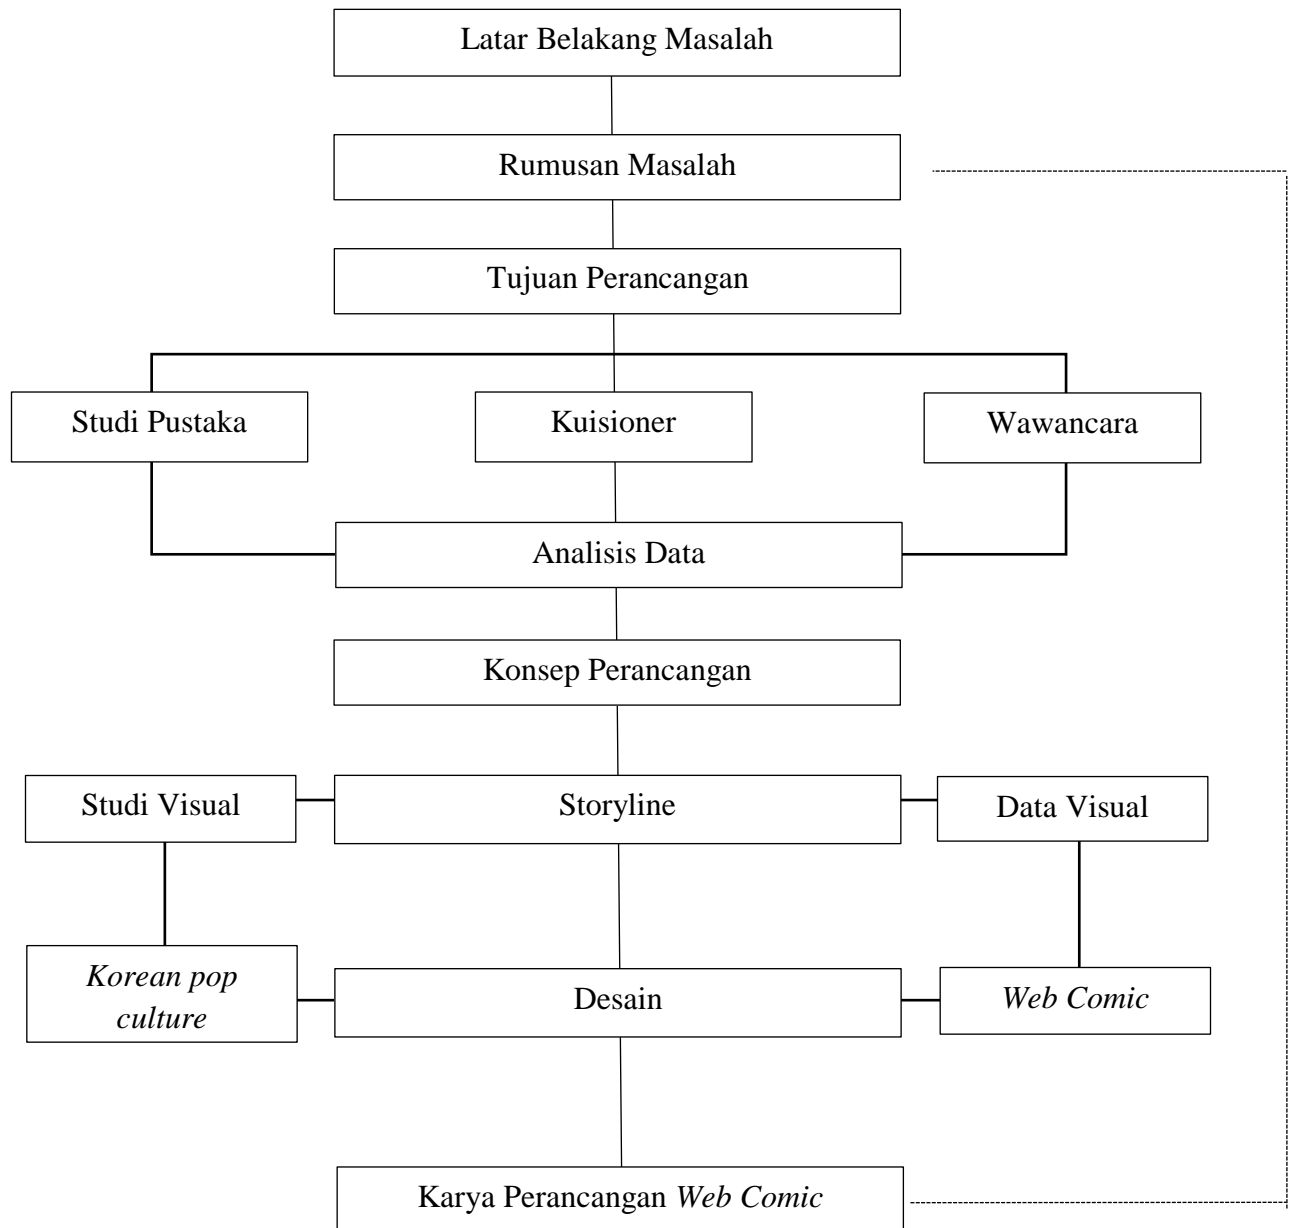 Latar Belakang Masalah
Rumusan Masalah
Tujuan Perancangan
Studi Pustaka
Kuisioner
Wawancara
Analisis Data
Konsep Perancangan
Studi Visual
Storyline
Data Visual
Korean pop
culture
Desain
Web Comic
Karya Perancangan Web Comic